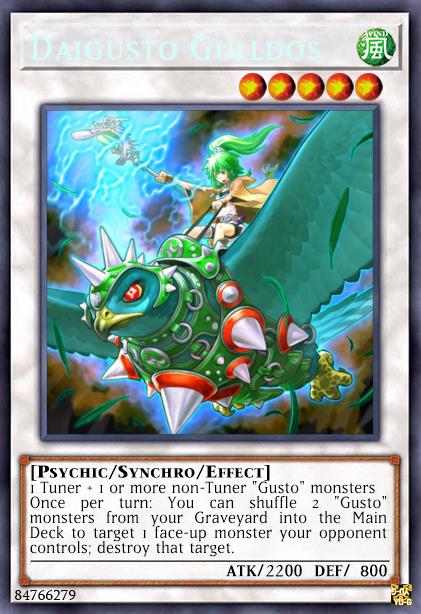 Daigusto Gulldos
WIND
風
[Psychic/Synchro/Effect]
1 Tuner + 1 or more non-Tuner "Gusto" monsters
Once per turn: You can shuffle 2 "Gusto"
monsters from your Graveyard into the Main
Deck to target 1 face-up monster your opponent
controls; destroy that target.
ATK/2200 DEF/ 800
84766279